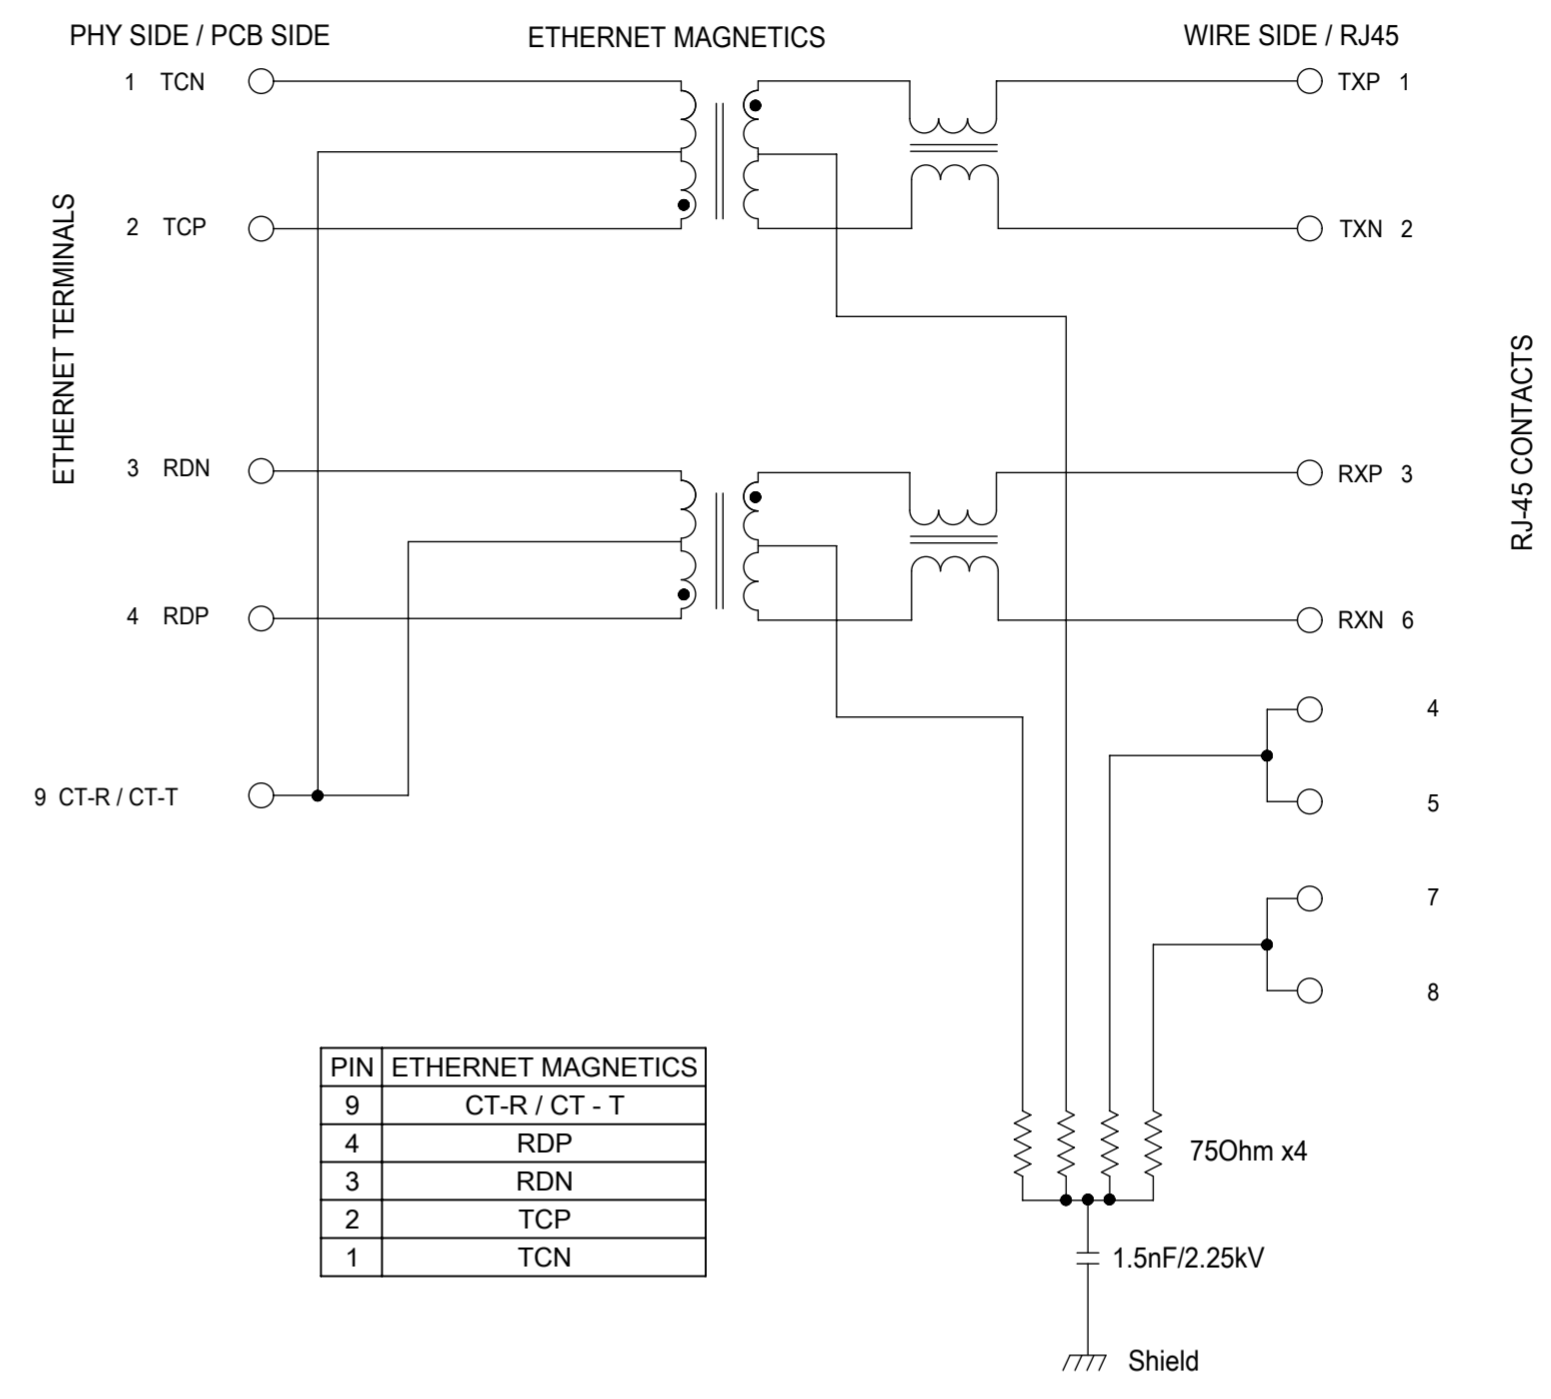 PHY SIDE / PCB SIDE
ETHERNET MAGNETICS
WIRE SIDE / RJ45
1 TCN
TXP 1
ETHERNET TERMINALS
2 TCP
TXN 2
RJ-45 CONTACTS
3 RDN
RXP 3
4 RDP
RXN 6
4
9 CT-R / CT-T
5
7
8
PIN ETHERNET MAGNETICS
9 CT-R / CT - T
4 RDP
3 RDN
2 TCP
1 TCN
75Ohm x4
1.5nF/2.25kV
Shield